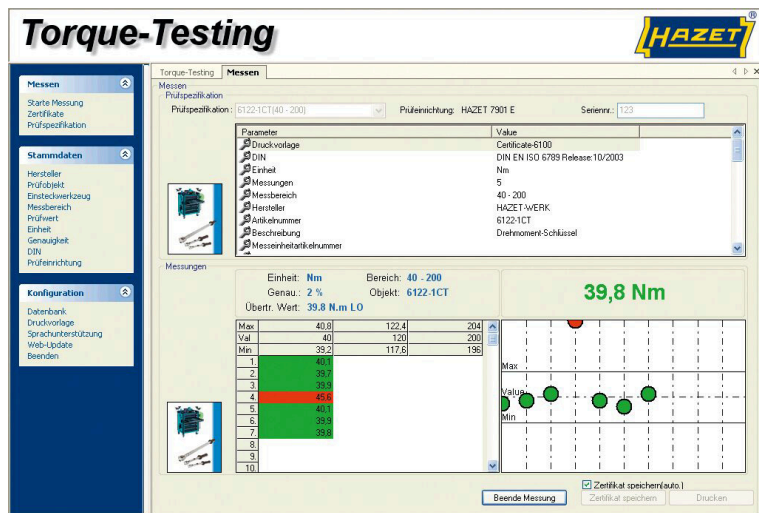 Torque-Testing
HAZET
®
Messen
Starte Messung
Zertifikate
Prüfspezifikation
Stammdaten
Hersteller
Prüfobjekt
Einsteckwerkzeug
Messbereich
Prüfwert
Einheit
Genauigkeit
DIN
Prüfeinrichtung
Konfiguration
Datenbank
Druckvorlage
Sprachunterstützung
Web-Update
Beenden
Torque-Testing Messen
Messen
Prüfspezifikation
Prüfspezifikation: 6122-1CT(40 - 200) Prüfeinrichtung: HAZET 7901 E Seriennr.: 123
Parameter Value
Druckvorlage Certificate-6100
DIN DIN EN ISO 6789 Release:10/2003
Einheit Nm
Messungen 5
Messbereich 40 - 200
Hersteller HAZET-WERK
Artikelnummer 6122-1CT
Beschreibung Drehmoment-Schlüssel
Messeinheitartikelnummer
Messungen
Einheit: Nm Bereich: 40 - 200
Genau.: 2 % Objekt: 6122-1CT
Übertr. Wert: 39.8 N.m LO
39,8 Nm
Max 40,8 122,4 204
Val 40 120 200
Min 39,2 117,6 196
1. 40,1
2. 39,7
3. 39,9
4. 45,6
5. 40,1
6. 39,9
7. 39,8
8.
9.
10.
Max
Value
Min
Zertifikat speichern(auto.)
Beende Messung Zertifikat speichern Drucken